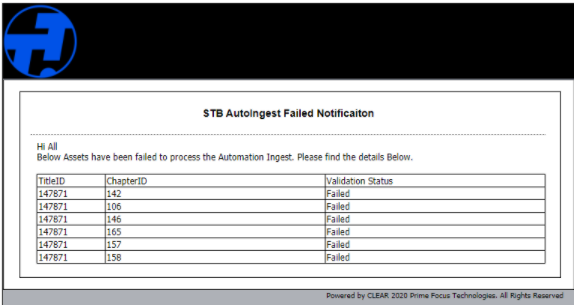 STB AutoIngest Failed Notificaiton
Hi All
Below Assets have been failed to process the Automation Ingest. Please find the details Below.
TitleID ChapterID Validation Status
147871 142 Failed
147871 106 Failed
147871 146 Failed
147871 165 Failed
147871 157 Failed
147871 158 Failed
Powered by CLEAR 2020 Prime Focus Technologies. All Rights Reserved